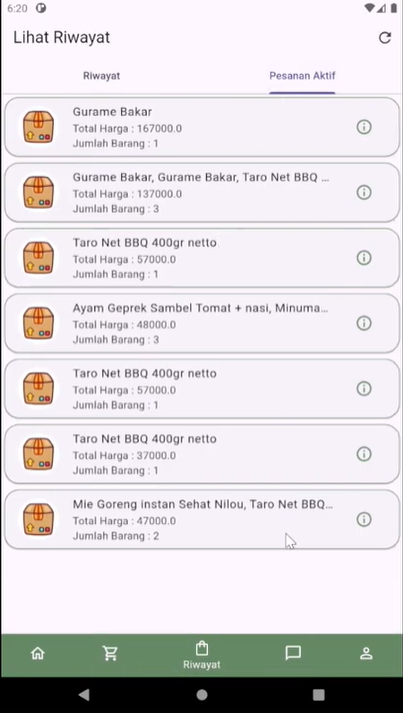 6:20
Lihat Riwayat
Riwayat
Pesanan Aktif
Gurame Bakar
Total Harga : 167000.0
Jumlah Barang : 1
Gurame Bakar, Gurame Bakar, Taro Net BBQ ...
Total Harga : 137000.0
Jumlah Barang : 3
Taro Net BBQ 400gr netto
Total Harga : 57000.0
Jumlah Barang : 1
Ayam Geprek Sambel Tomat + nasi, Minuma...
Total Harga : 48000.0
Jumlah Barang : 3
Taro Net BBQ 400gr netto
Total Harga : 57000.0
Jumlah Barang : 1
Taro Net BBQ 400gr netto
Total Harga : 37000.0
Jumlah Barang : 1
Mie Goreng instan Sehat Nilou, Taro Net BBQ...
Total Harga : 47000.0
Jumlah Barang : 2
Riwayat